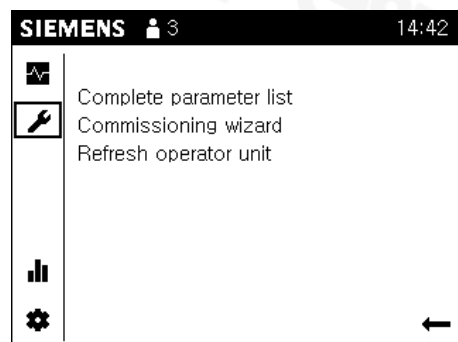 SIEMENS 3 14:42
Complete parameter list
Commissioning wizard
Refresh operator unit